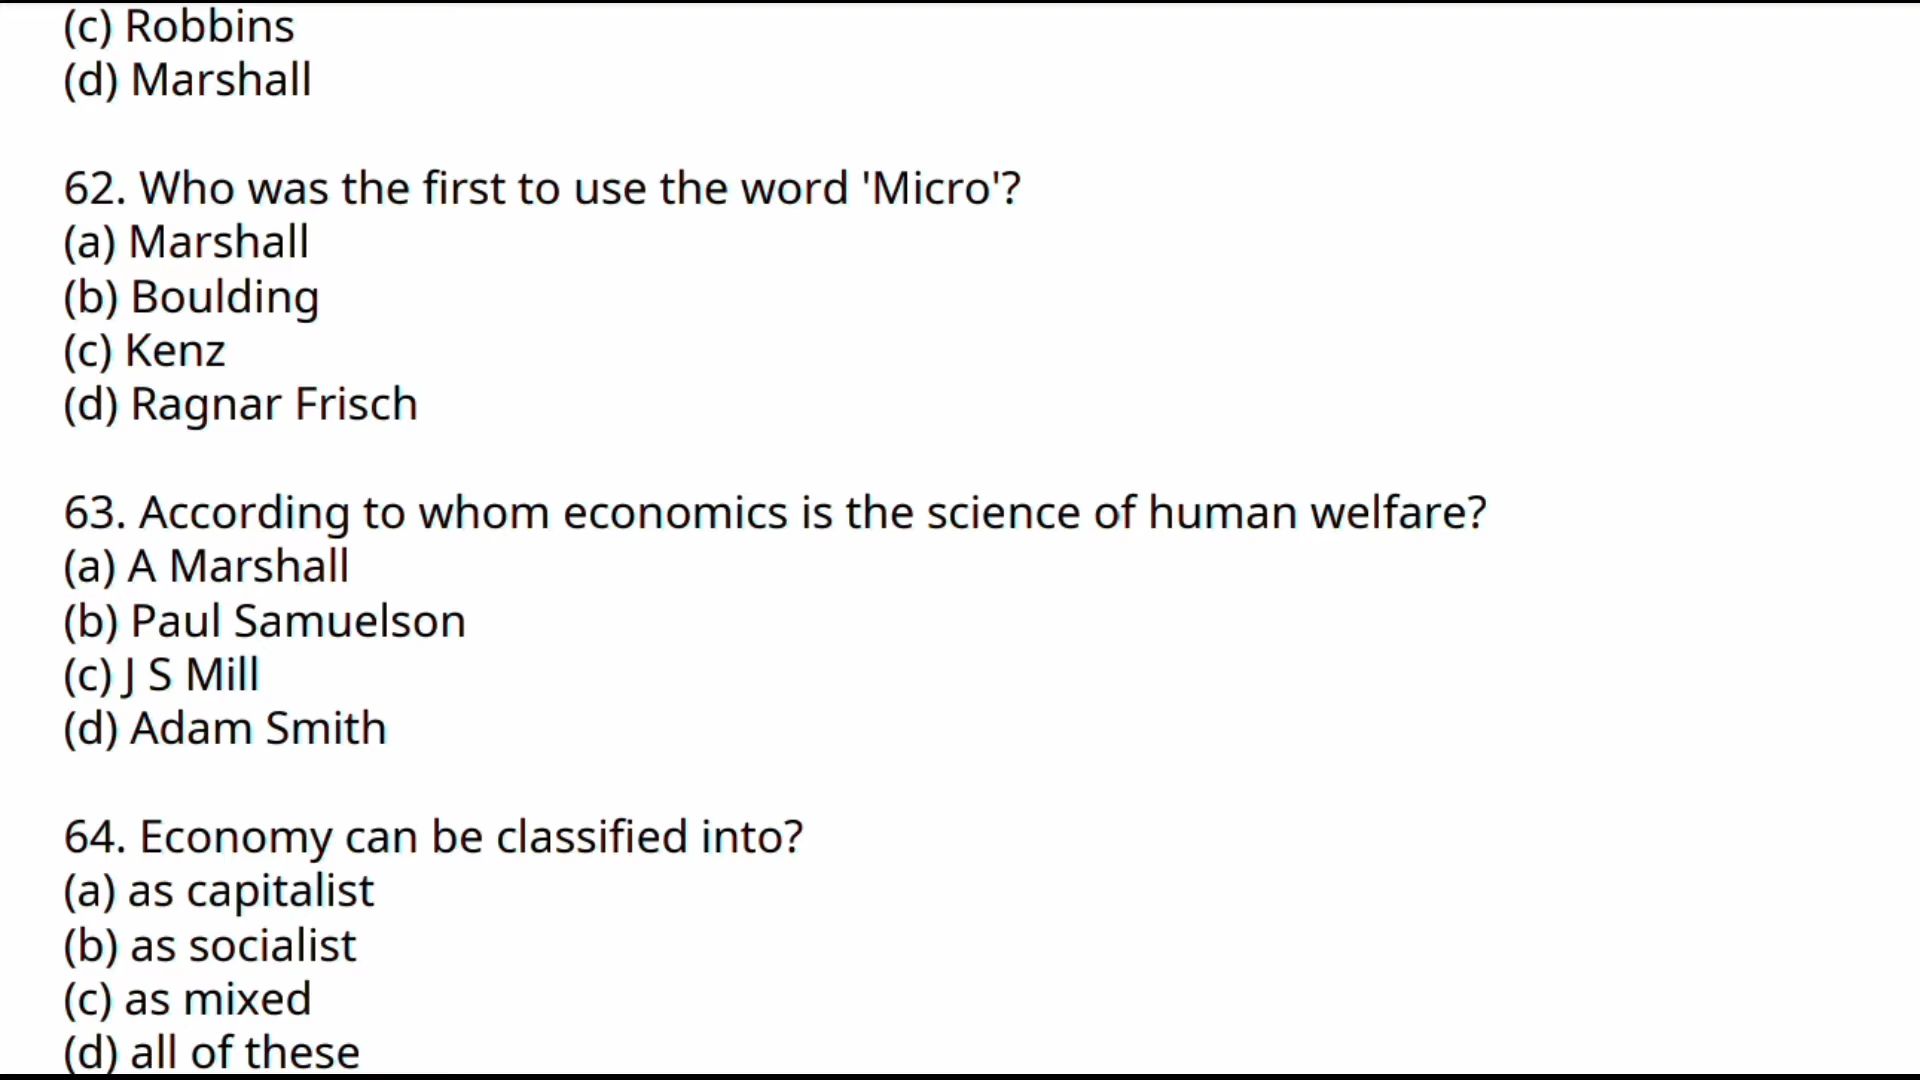 (c) Robbins
(d) Marshall
62. Who was the first to use the word 'Micro'?
(a) Marshall
(b) Boulding
(c) Kenz
(d) Ragnar Frisch
63. According to whom economics is the science of human welfare?
(a) A Marshall
(b) Paul Samuelson
(c) J S Mill
(d) Adam Smith
64. Economy can be classified into?
(a) as capitalist
(b) as socialist
(c) as mixed
(d) all of these